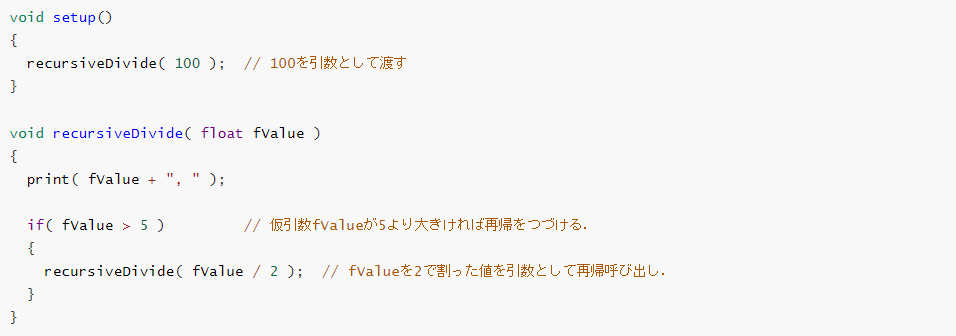 void setup()
{
  recursiveDivide( 100 );  // 100を引数として渡す
}

void recursiveDivide( float fValue )
{
  print( fValue + ", " );

  if( fValue > 5 )         // 仮引数fValueが5より大きければ再帰をつづける.
  {
    recursiveDivide( fValue / 2 );  // fValueを2で割った値を引数として再帰呼び出し.
  }
}